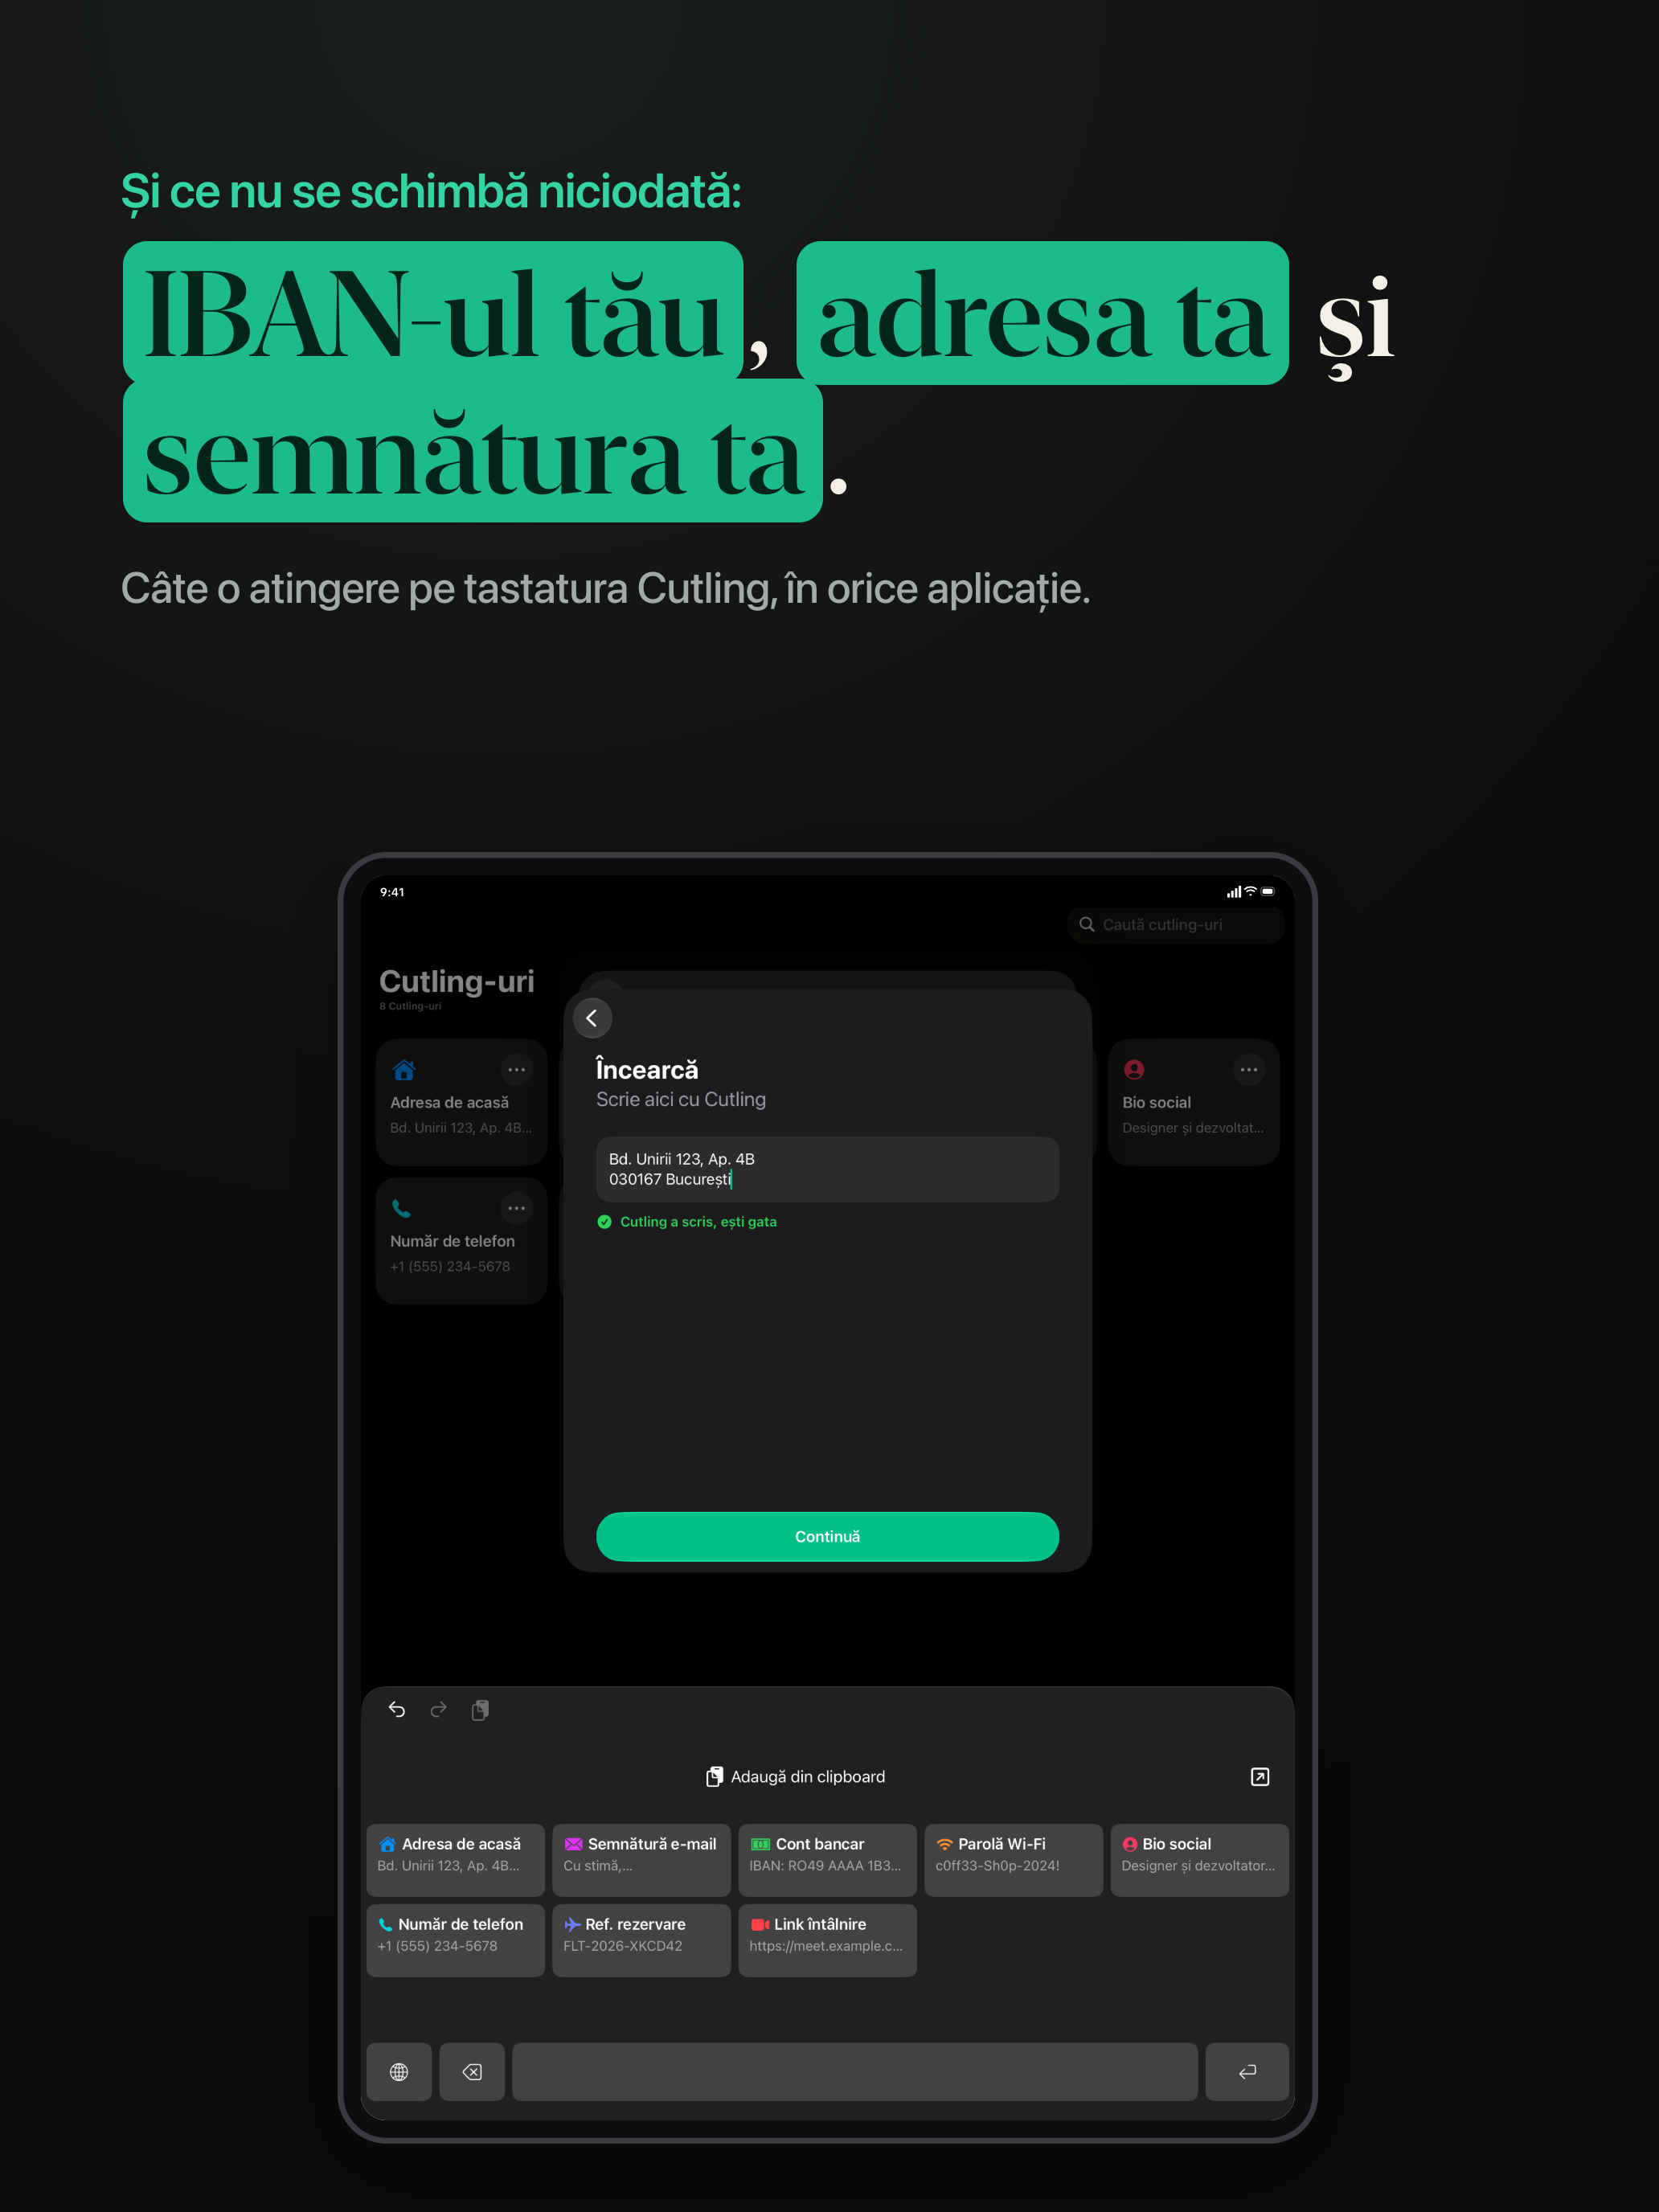 Și ce nu se schimbă niciodată:
IBAN-ul tău, adresa ta și
semnătura ta.
Câte o atingere pe tastatura Cutling, în orice aplicație.
9:41
Caută cutling-uri
Cutling-uri
8 Cutling-uri
Adresa de acasă
Bd. Unirii 123, Ap. 4B...
Bio social
Designer și dezvoltat...
Număr de telefon
+1 (555) 234-5678
Încearcă
Scrie aici cu Cutling
Bd. Unirii 123, Ap. 4B
030167 București
Cutling a scris, ești gata
Continuă
Adaugă din clipboard
Adresa de acasă
Bd. Unirii 123, Ap. 4B...
Semnătură e-mail
Cu stimă,...
Cont bancar
IBAN: RO49 AAAA 1B3...
Parolă Wi-Fi
c0ff33-Sh0p-2024!
Bio social
Designer și dezvoltator...
Număr de telefon
+1 (555) 234-5678
Ref. rezervare
FLT-2026-XKCD42
Link întâlnire
https://meet.example.c...